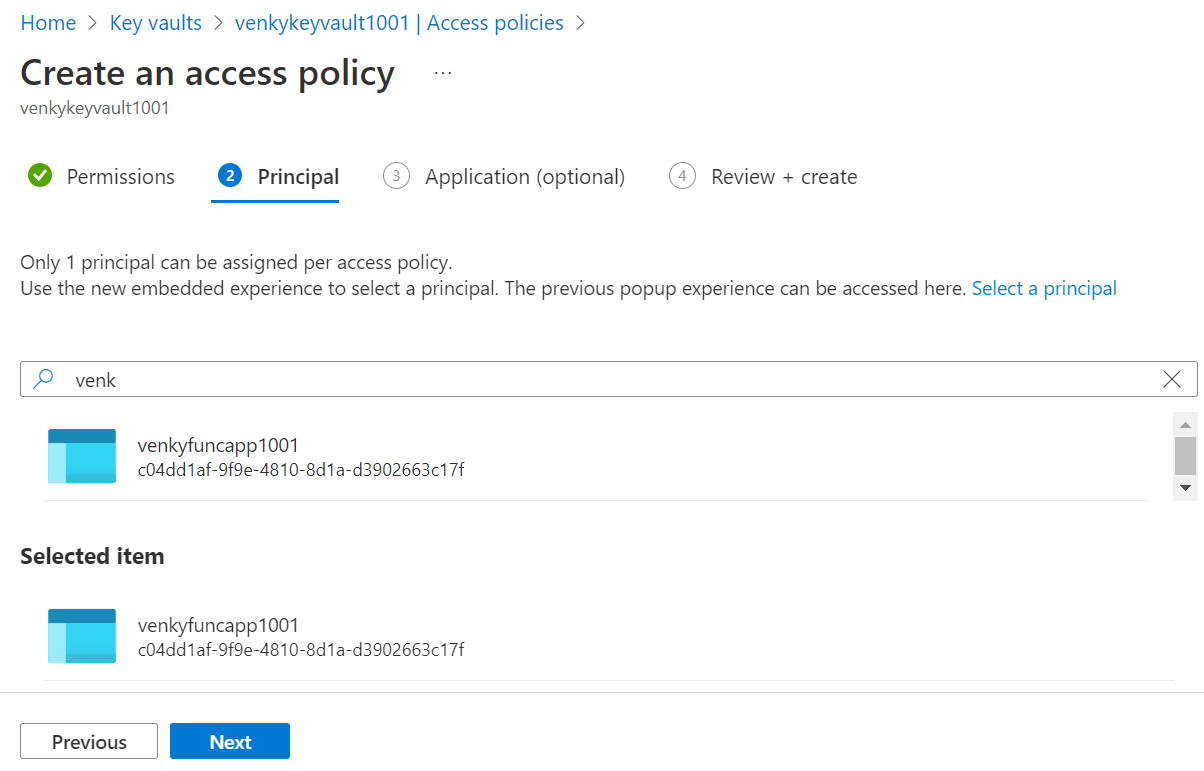 Home > Key vaults > venkykeyvault1001 | Access policies >
Create an access policy ...
venkykeyvault1001
Permissions 2 Principal 3 Application (optional) 4 Review + create
Only 1 principal can be assigned per access policy.
Use the new embedded experience to select a principal. The previous popup experience can be accessed here. Select a principal
venk
venkyfuncapp1001
c04dd1af-9f9e-4810-8d1a-d3902663c17f
Selected item
venkyfuncapp1001
c04dd1af-9f9e-4810-8d1a-d3902663c17f
Previous Next